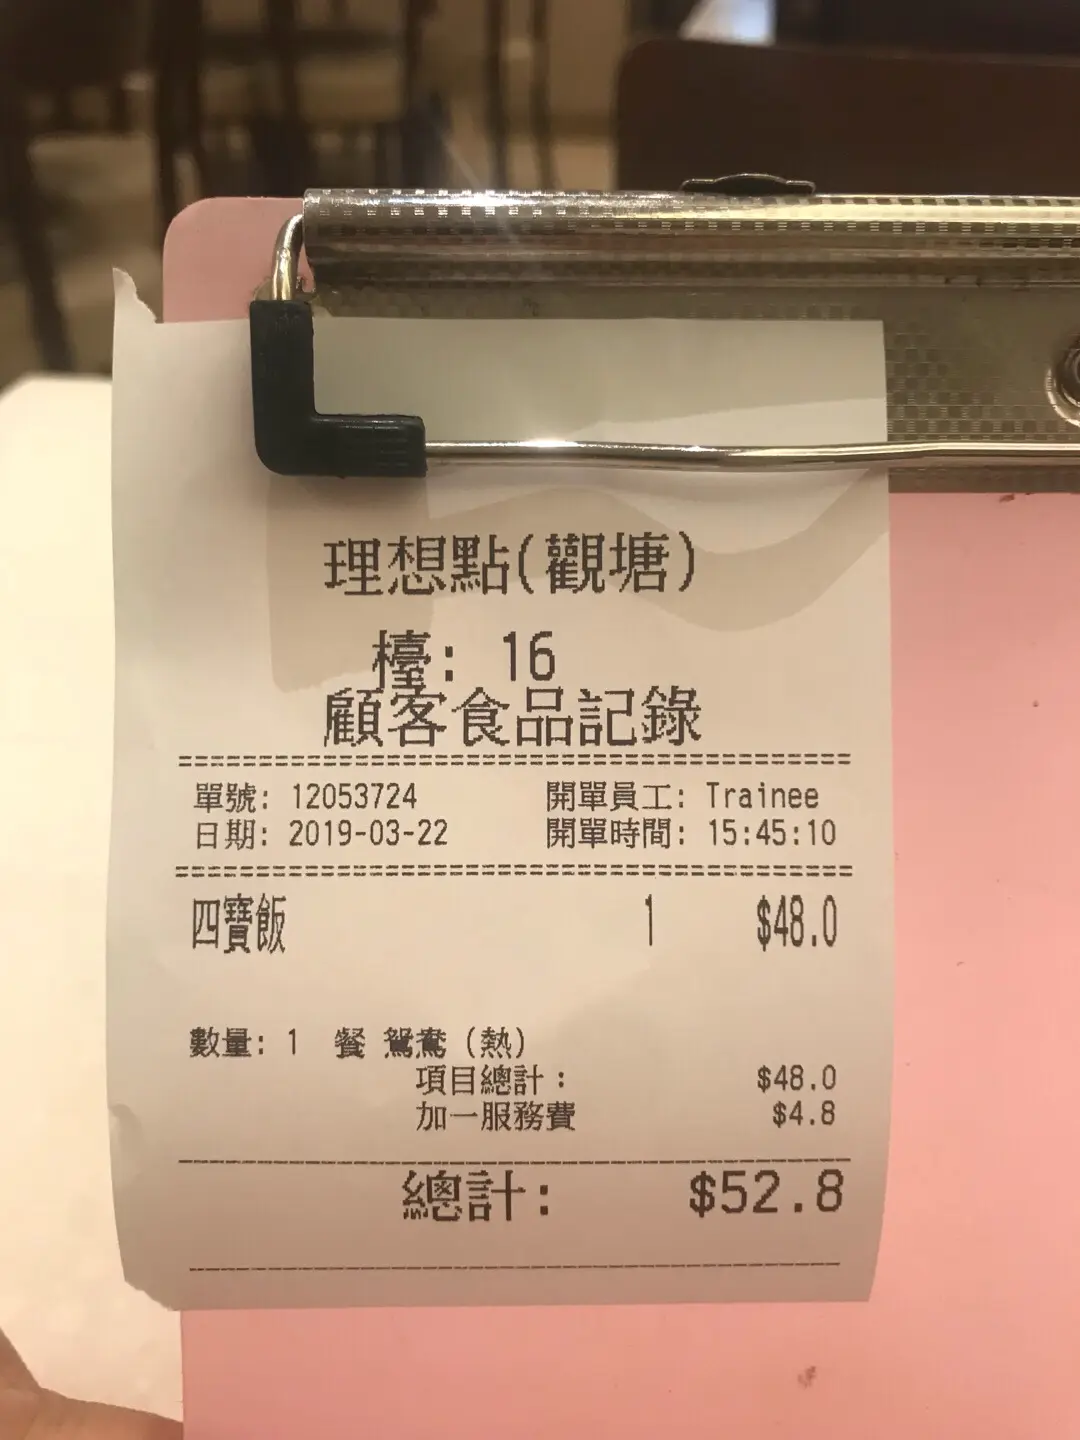 理想點(觀塘)
檯: 16
顧客食品記錄
單號: 12053724 開單員工: Trainee
日期: 2019-03-22 開單時間: 15:45:10
四寶飯 1 $48.0
數量: 1 餐 鴛鴦 (熱)
項目總計: $48.0
加一服務費 $4.8
總計: $52.8